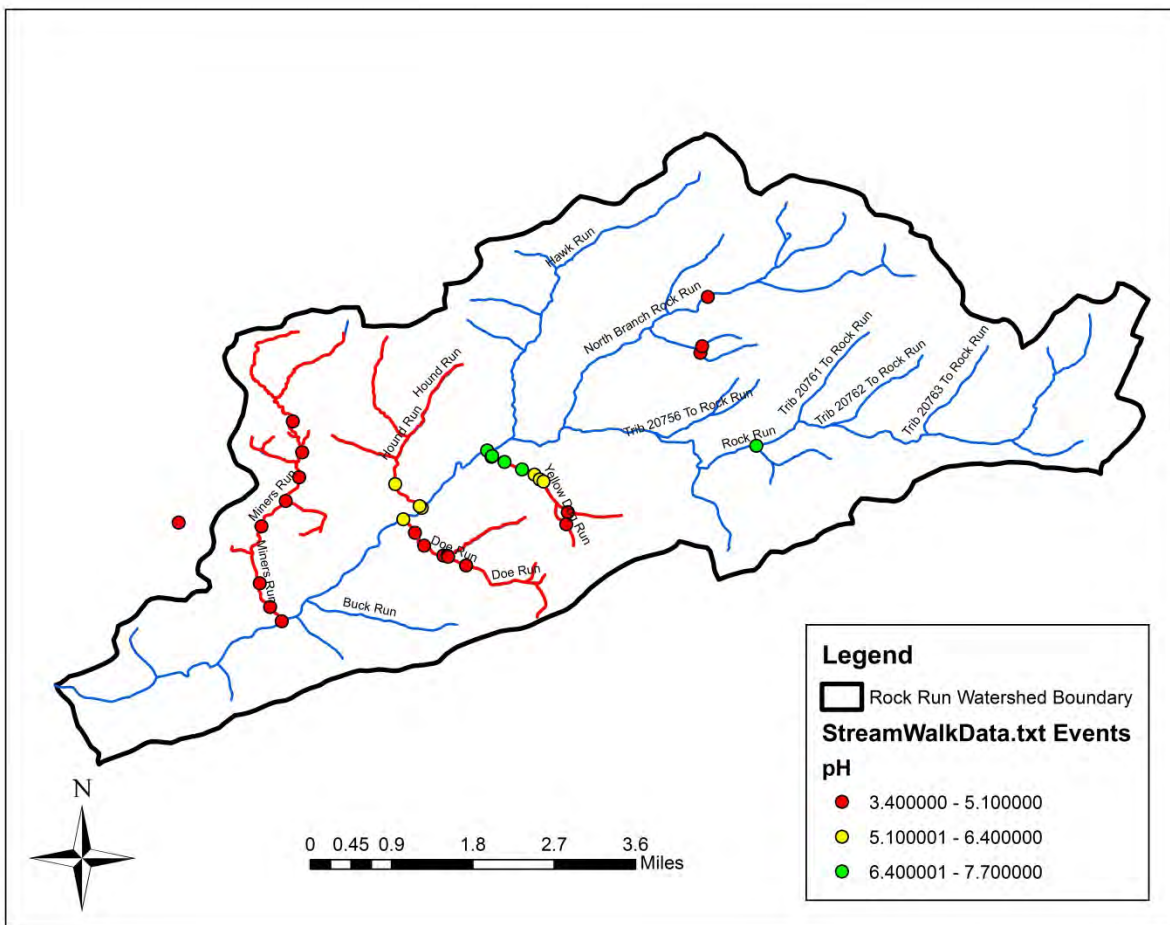 Hawk Run
North Branch Rock Run
Hound Run
Hound Run
Trib 20761 To Rock Run
Trib 20762 To Rock Run
Trib 20763 To Rock Run
Trib 20756 To Rock Run
Rock Run
Yellow Dog Run
Miners Run
Miners Run
Doe Run
Doe Run
Buck Run
Legend
Rock Run Watershed Boundary
StreamWalkData.txt Events
pH
3.400000 - 5.100000
5.100001 - 6.400000
6.400001 - 7.700000
N
0 0.45 0.9 1.8 2.7 3.6
Miles